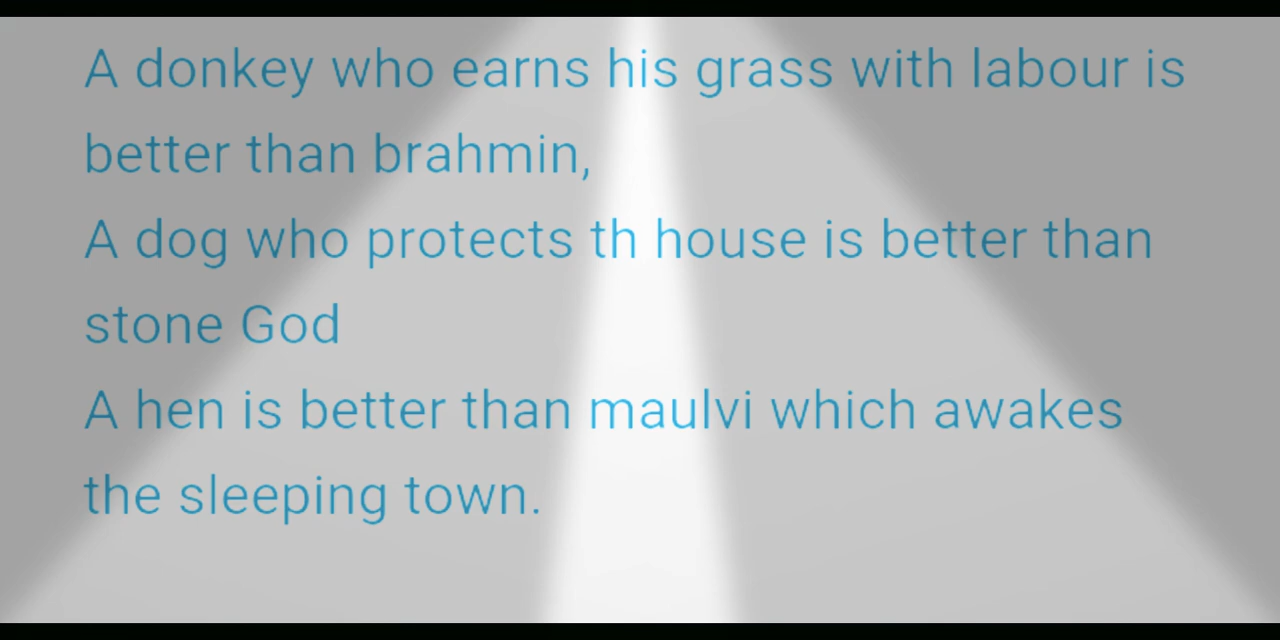 A donkey who earns his grass with labour is
better than brahmin,
A dog who protects th house is better than
stone God
A hen is better than maulvi which awakes
the sleeping town.